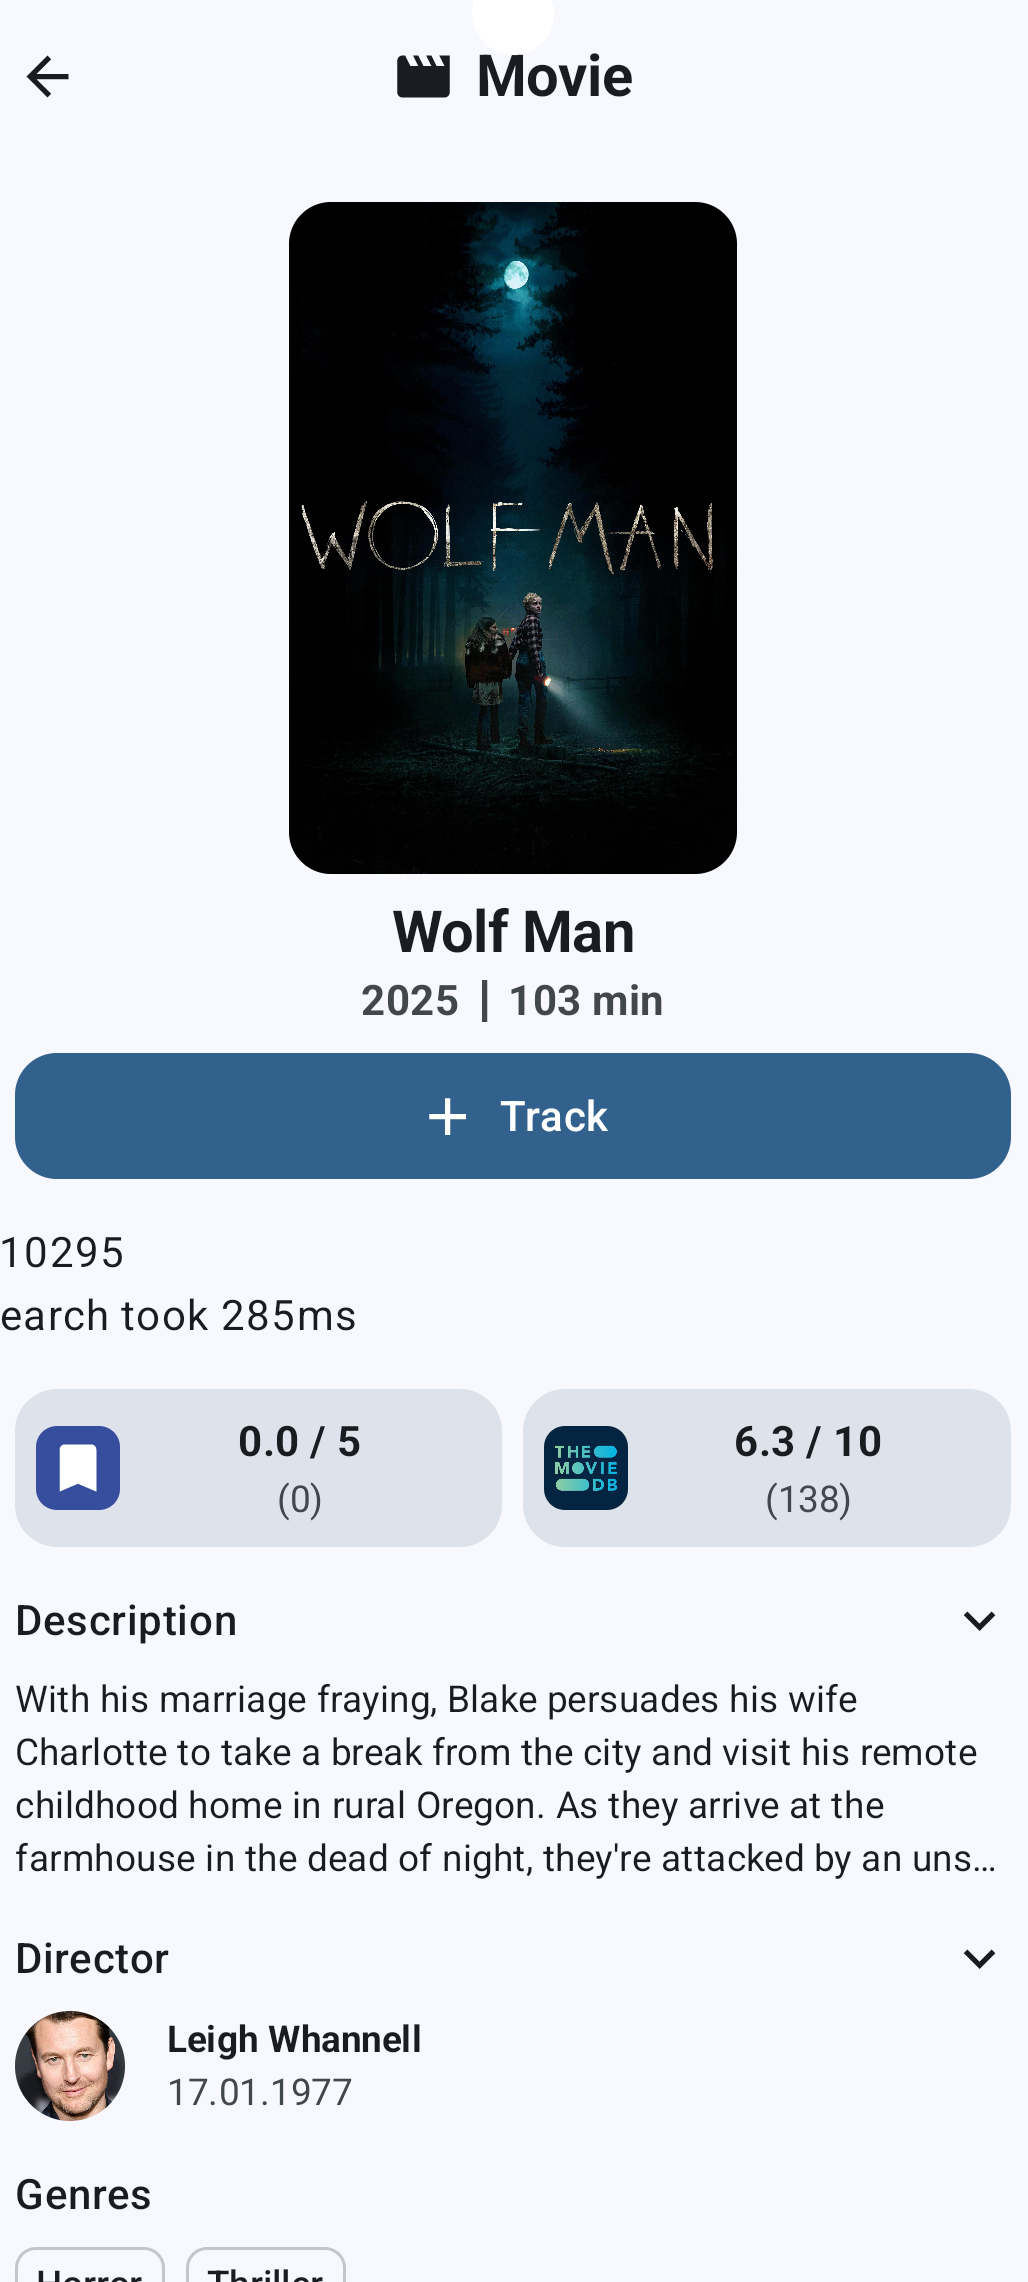 Movie
WOLF MAN
Wolf Man
2025 | 103 min
+ Track
10295
earch took 285ms
0.0 / 5
(0)
THE
MOVIE
DB
6.3 / 10
(138)
Description
With his marriage fraying, Blake persuades his wife
Charlotte to take a break from the city and visit his remote
childhood home in rural Oregon. As they arrive at the
farmhouse in the dead of night, they're attacked by an uns...
Director
Leigh Whannell
17.01.1977
Genres
Horror
Thriller